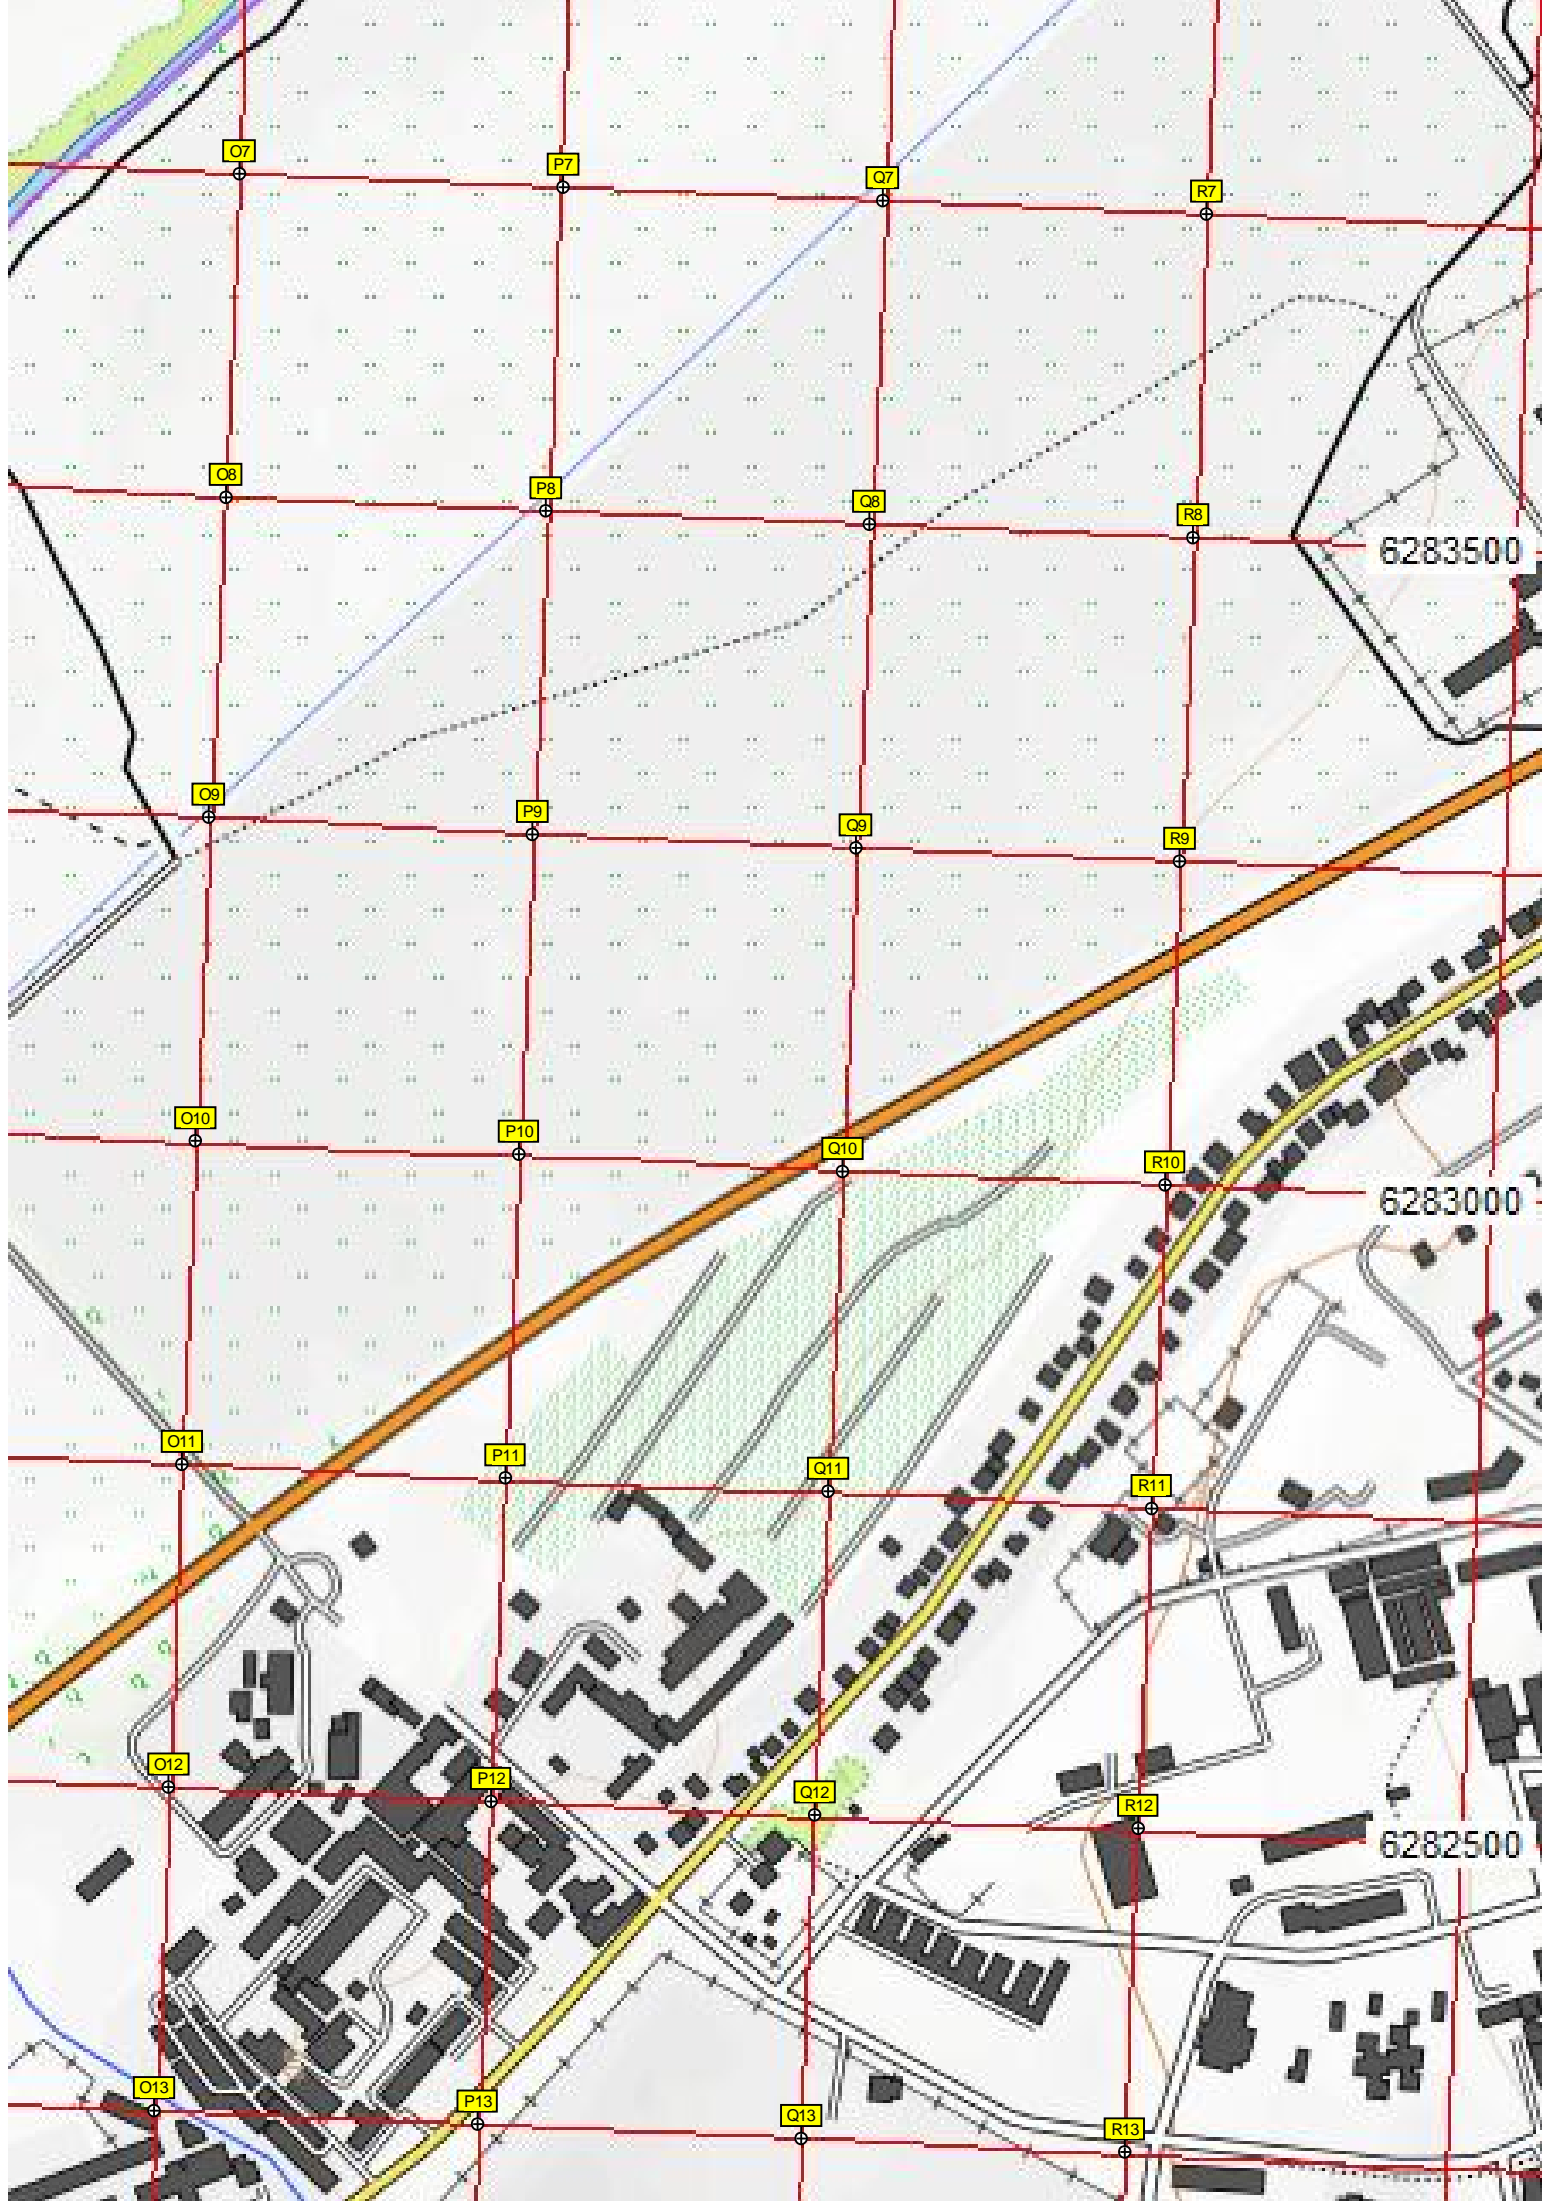 O7
P7
Q7
R7
O8
P8
Q8
R8
6283500
O9
P9
Q9
R9
O10
P10
Q10
R10
6283000
O11
P11
Q11
R11
O12
P12
Q12
R12
6282500
O13
P13
Q13
R13